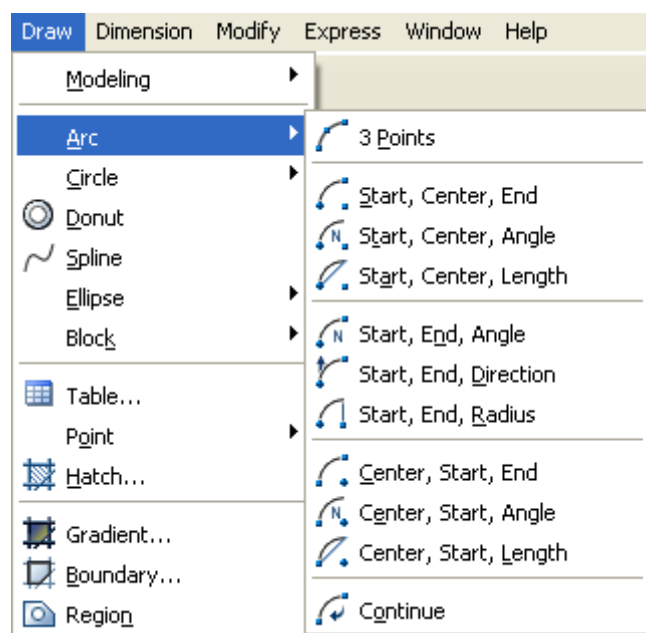 Draw Dimension Modify Express Window Help
Modeling
Arc
Circle
Donut
Spline
Ellipse
Block
Table...
Point
Hatch...
Gradient...
Boundary...
Region
3 Points
Start, Center, End
Start, Center, Angle
Start, Center, Length
Start, End, Angle
Start, End, Direction
Start, End, Radius
Center, Start, End
Center, Start, Angle
Center, Start, Length
Continue